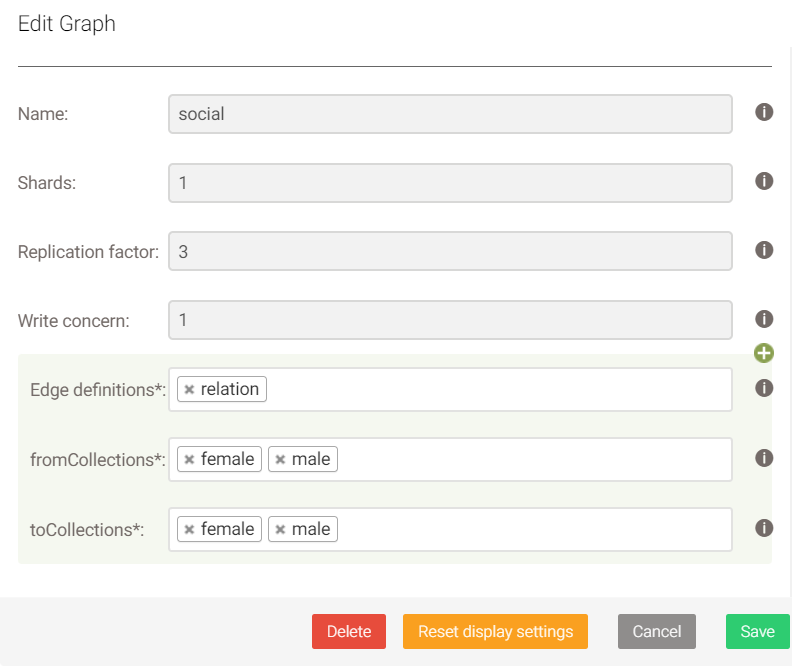 Edit Graph
Name: social
Shards: 1
Replication factor: 3
Write concern: 1
Edge definitions*: × relation
fromCollections*: × female × male
toCollections*: × female × male
Delete Reset display settings Cancel Save